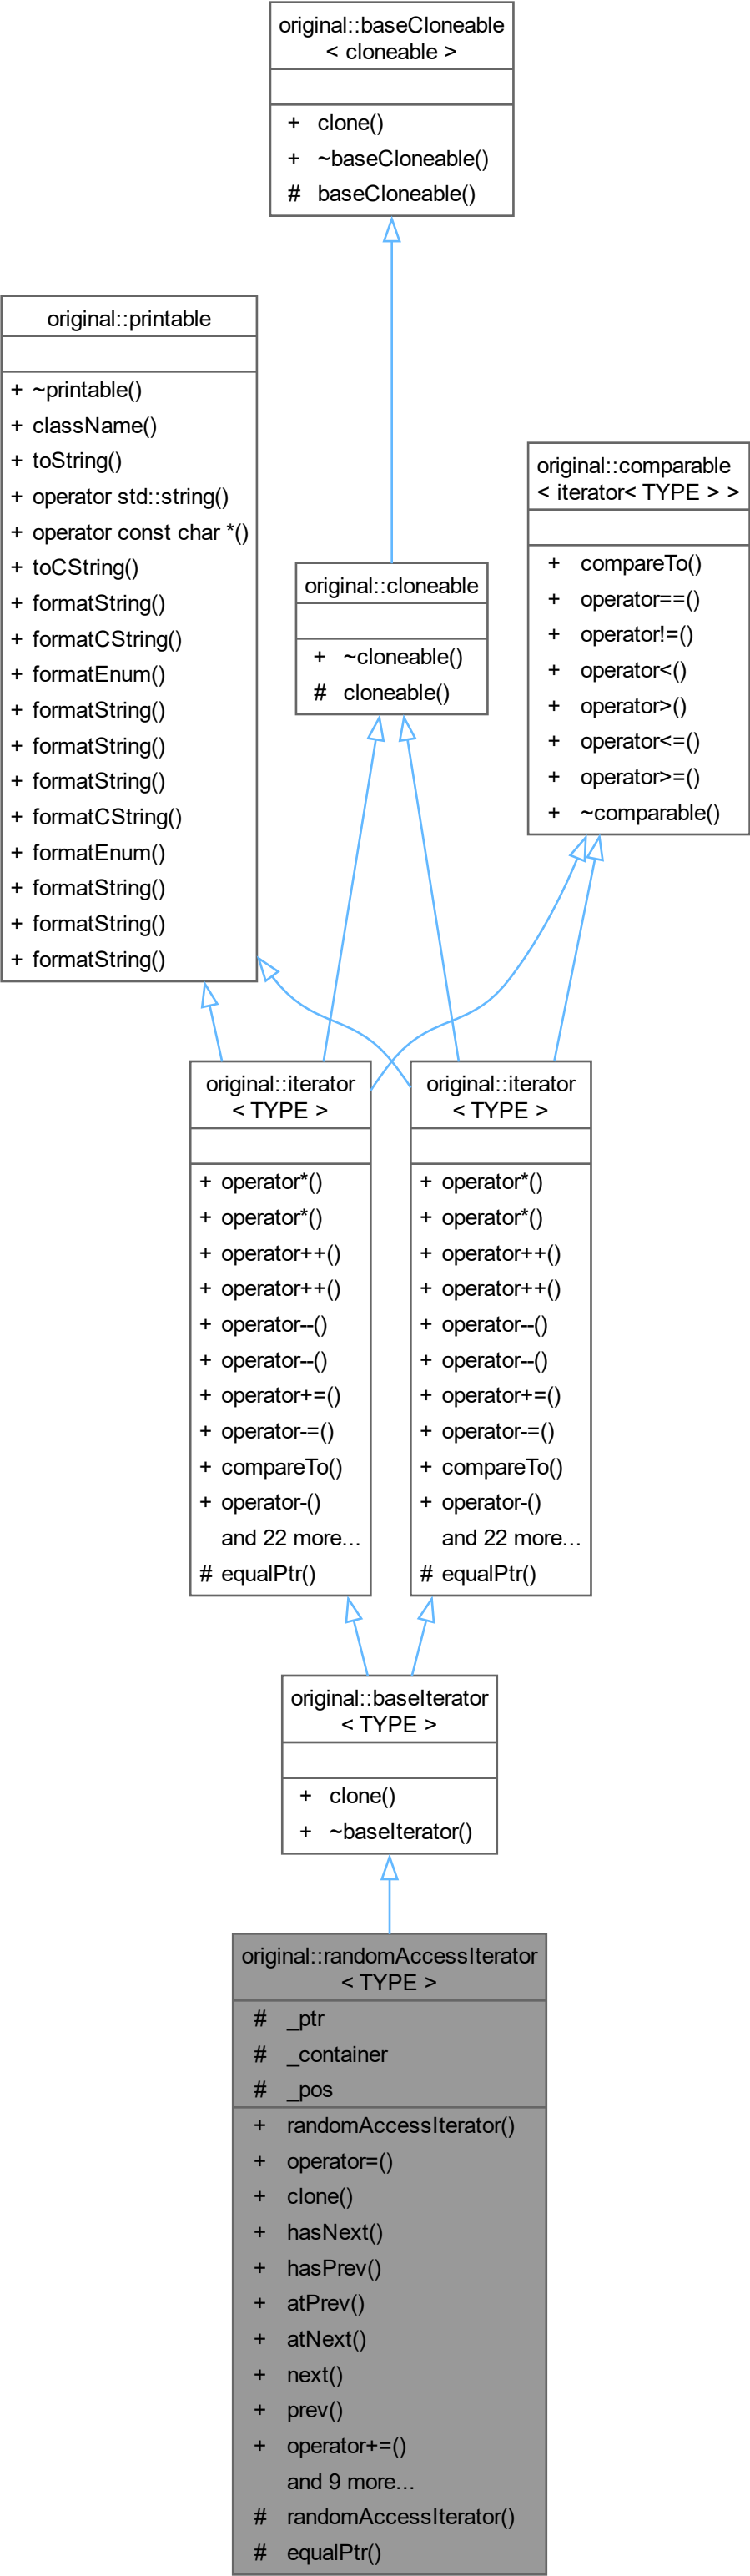 original::baseCloneable
< cloneable >
+ clone()
+ ~baseCloneable()
# baseCloneable()
original::printable
+ ~printable()
+ className()
+ toString()
+ operator std::string()
+ operator const char *()
+ toCString()
+ formatString()
+ formatCString()
+ formatEnum()
+ formatString()
+ formatString()
+ formatString()
+ formatCString()
+ formatEnum()
+ formatString()
+ formatString()
+ formatString()
original::cloneable
+ ~cloneable()
# cloneable()
original::comparable
< iterator< TYPE > >
+ compareTo()
+ operator==()
+ operator!=()
+ operator<()
+ operator>()
+ operator<=()
+ operator>=()
+ ~comparable()
original::iterator
< TYPE >
+ operator*()
+ operator*()
+ operator++()
+ operator++()
+ operator--()
+ operator--()
+ operator+=()
+ operator-=()
+ compareTo()
+ operator-()
and 22 more...
# equalPtr()
original::iterator
< TYPE >
+ operator*()
+ operator*()
+ operator++()
+ operator++()
+ operator--()
+ operator--()
+ operator+=()
+ operator-=()
+ compareTo()
+ operator-()
and 22 more...
# equalPtr()
original::baseIterator
< TYPE >
+ clone()
+ ~baseIterator()
original::randomAccessIterator
< TYPE >
# _ptr
# _container
# _pos
+ randomAccessIterator()
+ operator=()
+ clone()
+ hasNext()
+ hasPrev()
+ atPrev()
+ atNext()
+ next()
+ prev()
+ operator+=()
and 9 more...
# randomAccessIterator()
# equalPtr()